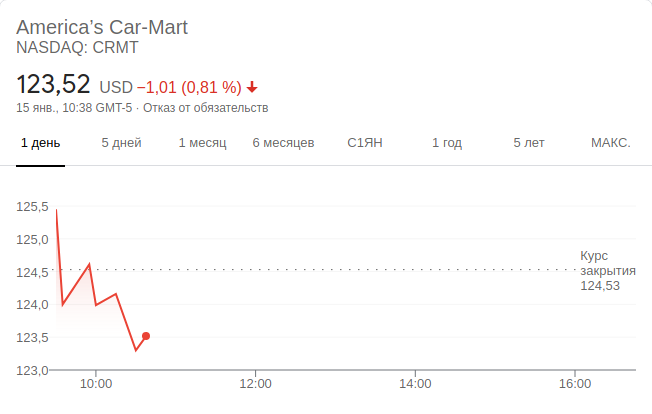 America’s Car-Mart
NASDAQ: CRMT
123,52 USD −1,01 (0,81 %)
15 янв., 10:38 GMT-5 · Отказ от обязательств
1 день 5 дней 1 месяц 6 месяцев С1ЯН 1 год 5 лет МАКС.
125,5
125,0
124,5
124,0
123,5
123,0
Курс
закрытия
124,53
10:00 12:00 14:00 16:00